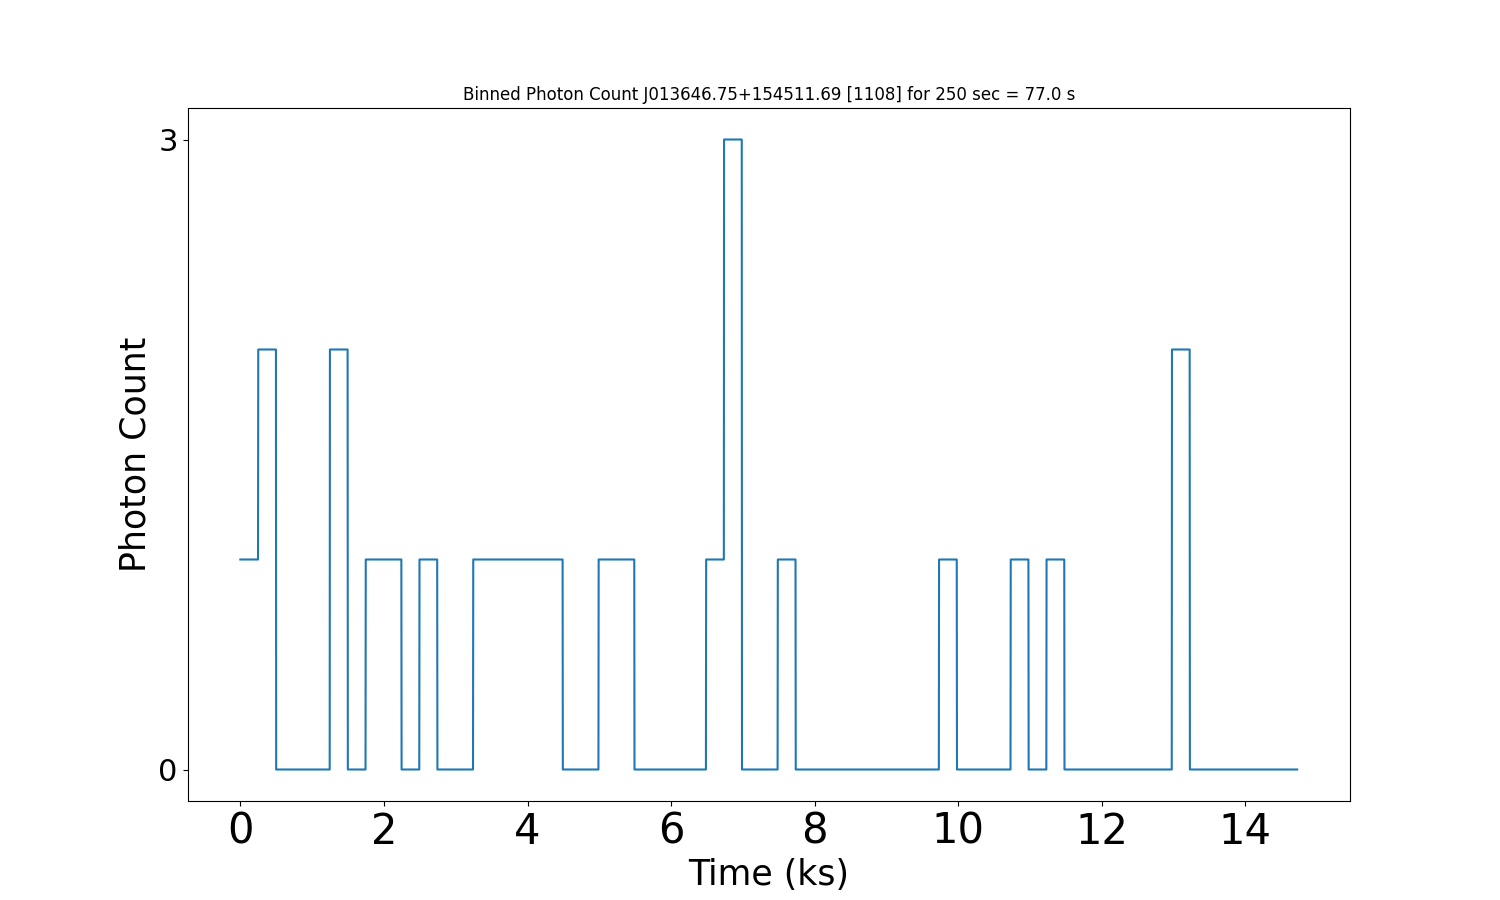 Binned Photon Count J013646.75+154511.69 [1108] for 250 sec = 77.0 s
3
Photon Count
0
0 2 4 6 8 10 12 14
Time (ks)